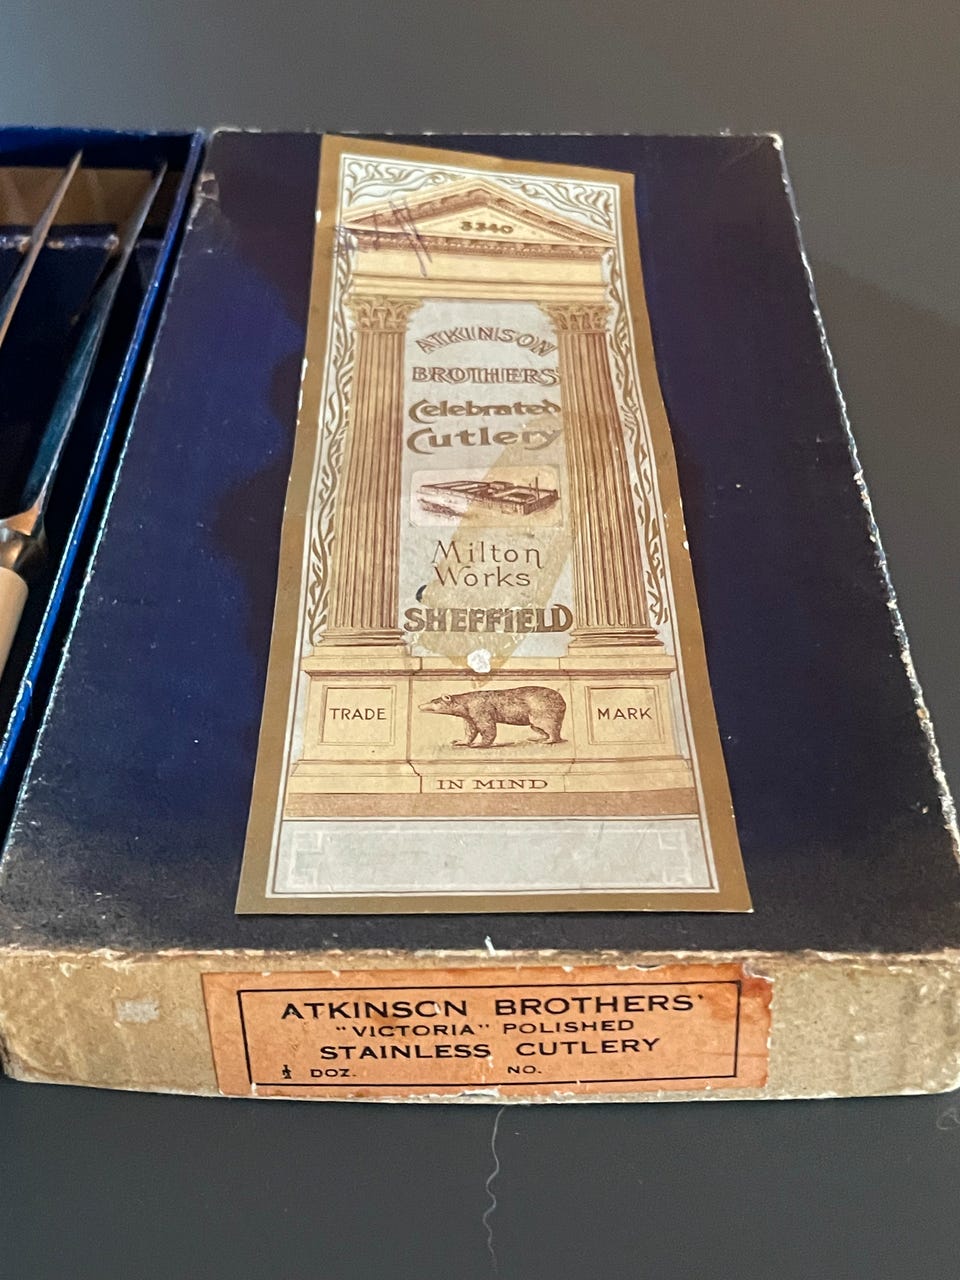 3340
ATKINSON
BROTHERS'
Celebrated
Cutlery
Milton
Works
SHEFFIELD
TRADE MARK
IN MIND
ATKINSON BROTHERS'
"VICTORIA" POLISHED
STAINLESS CUTLERY
DOZ. NO.